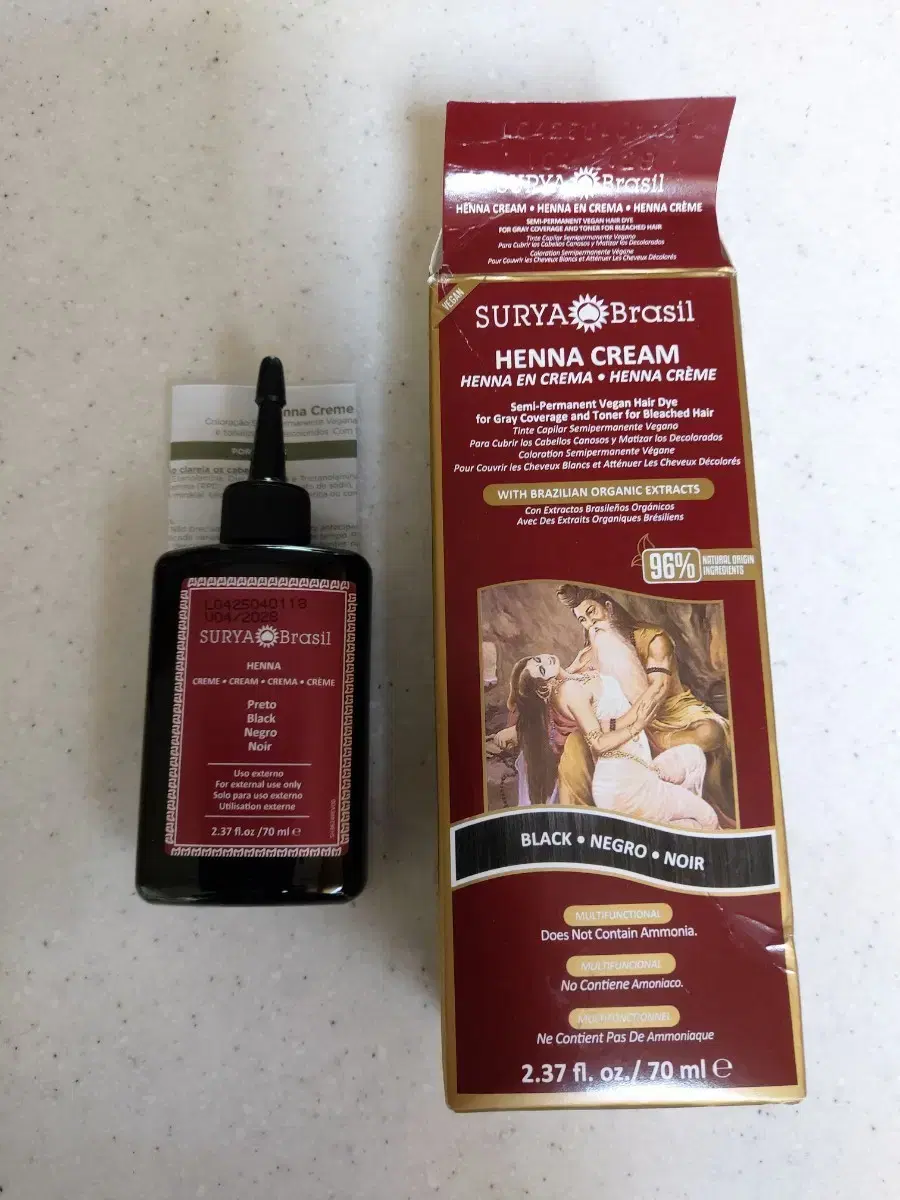 SURYA Brasil
HENNA CREAM • HENNA EN CREMA • HENNA CRÈME
SEMI-PERMANENT VEGAN HAIR DYE
FOR GRAY COVERAGE AND TONER FOR BLEACHED HAIR
Tinte Capilar Semipermanente Vegano
Para Cubrir los Cabellos Canosos y Matizar los Decolorados
Coloration Semipermanente Végane
Pour Couvrir les Cheveux Blancs et Atténuer Les Cheveux Décolorés
VEGAN
SURYA Brasil
HENNA CREAM
HENNA EN CREMA • HENNA CRÈME
Semi-Permanent Vegan Hair Dye
for Gray Coverage and Toner for Bleached Hair
Tinte Capilar Semipermanente Vegano
Para Cubrir los Cabellos Canosos y Matizar los Decolorados
Coloration Semipermanente Végane
Pour Couvrir les Cheveux Blancs et Atténuer Les Cheveux Décolorés
WITH BRAZILIAN ORGANIC EXTRACTS
Con Extractos Brasileños Orgánicos
Avec Des Extraits Organiques Brésiliens
96% NATURAL ORIGIN
INGREDIENTS
BLACK • NEGRO • NOIR
MULTIFUNCTIONAL
Does Not Contain Ammonia.
MULTIFUNCIONAL
No Contiene Amoniaco.
MULTIFONCTIONNEL
Ne Contient Pas De Ammoniaque
2.37 fl. oz./ 70 ml ℮
nna Creme
Coloração
permanente Vegana
LG425040118
V04/2028
SURYA Brasil
HENNA
CREME • CREAM • CREMA • CRÈME
Preto
Black
Negro
Noir
Uso externo
For external use only
Solo para uso externo
Utilisation externe
2.37 fl.oz /70 ml ℮